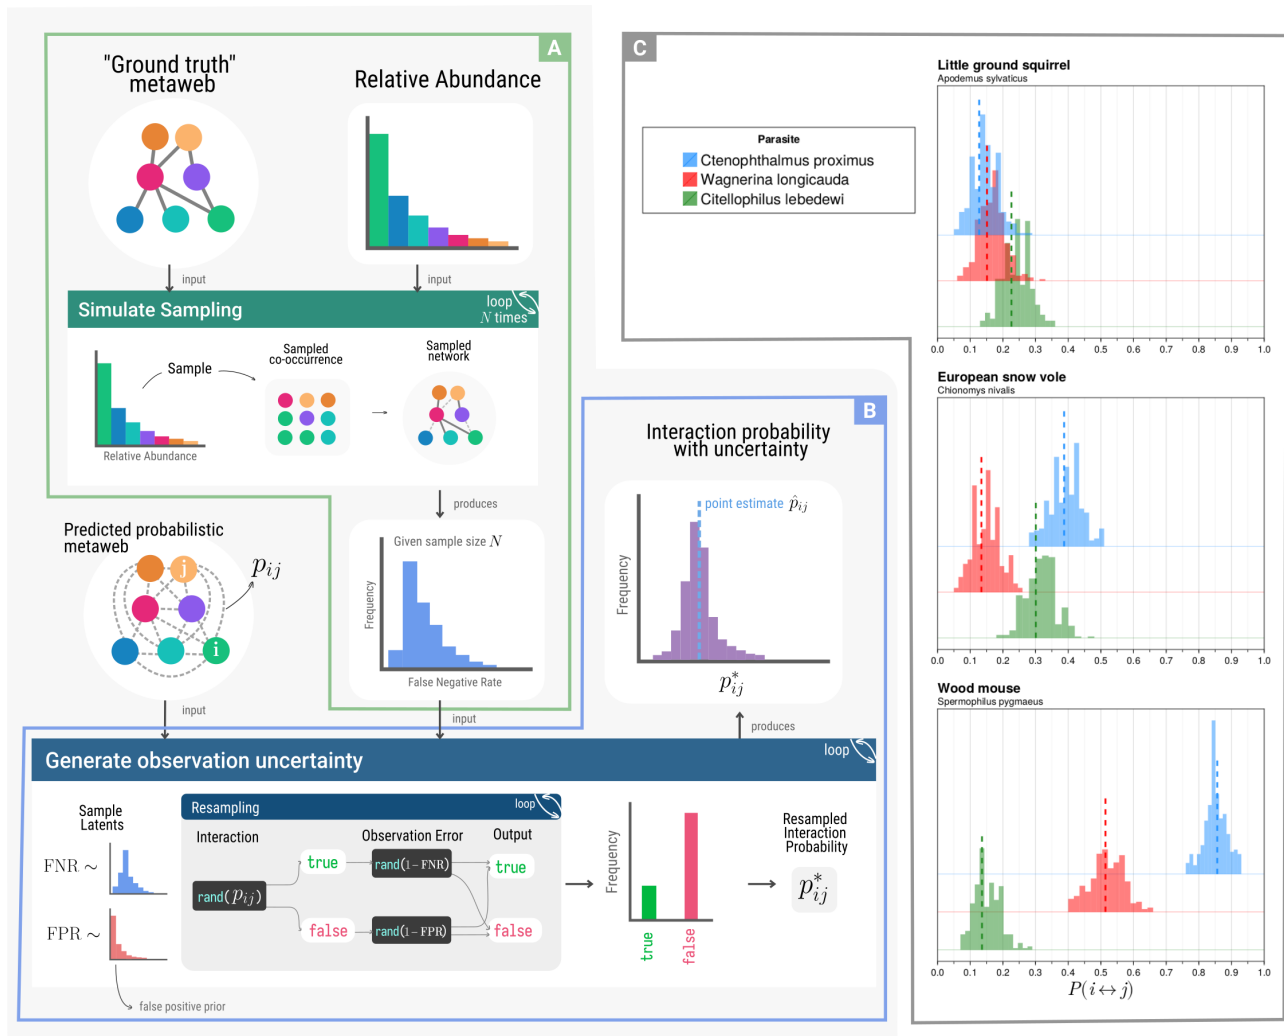 A
"Ground truth"
metaweb
Relative Abundance
input
input
Simulate Sampling
loop
N times
Sample
Sampled
co-occurrence
Sampled
network
Relative Abundance
produces
Given sample size N
Frequency
False Negative Rate
Predicted probabilistic
metaweb
j
i
p_ij
input
input
B
Interaction probability
with uncertainty
point estimate p̂_ij
Frequency
p*_ij
produces
Generate observation uncertainty
loop
Sample
Latents
FNR ~
FPR ~
false positive prior
Resampling
loop
Interaction
Observation Error
Output
rand(p_ij)
true
false
rand(1−FNR)
rand(1−FPR)
true
false
Frequency
true
false
Resampled
Interaction
Probability
p*_ij
C
Parasite
Ctenophthalmus proximus
Wagnerina longicauda
Citellophilus lebedewi
Little ground squirrel
Apodemus sylvaticus
0.0 0.1 0.2 0.3 0.4 0.5 0.6 0.7 0.8 0.9 1.0
European snow vole
Chionomys nivalis
0.0 0.1 0.2 0.3 0.4 0.5 0.6 0.7 0.8 0.9 1.0
Wood mouse
Spermophilus pygmaeus
0.0 0.1 0.2 0.3 0.4 0.5 0.6 0.7 0.8 0.9 1.0
P(i↔j)